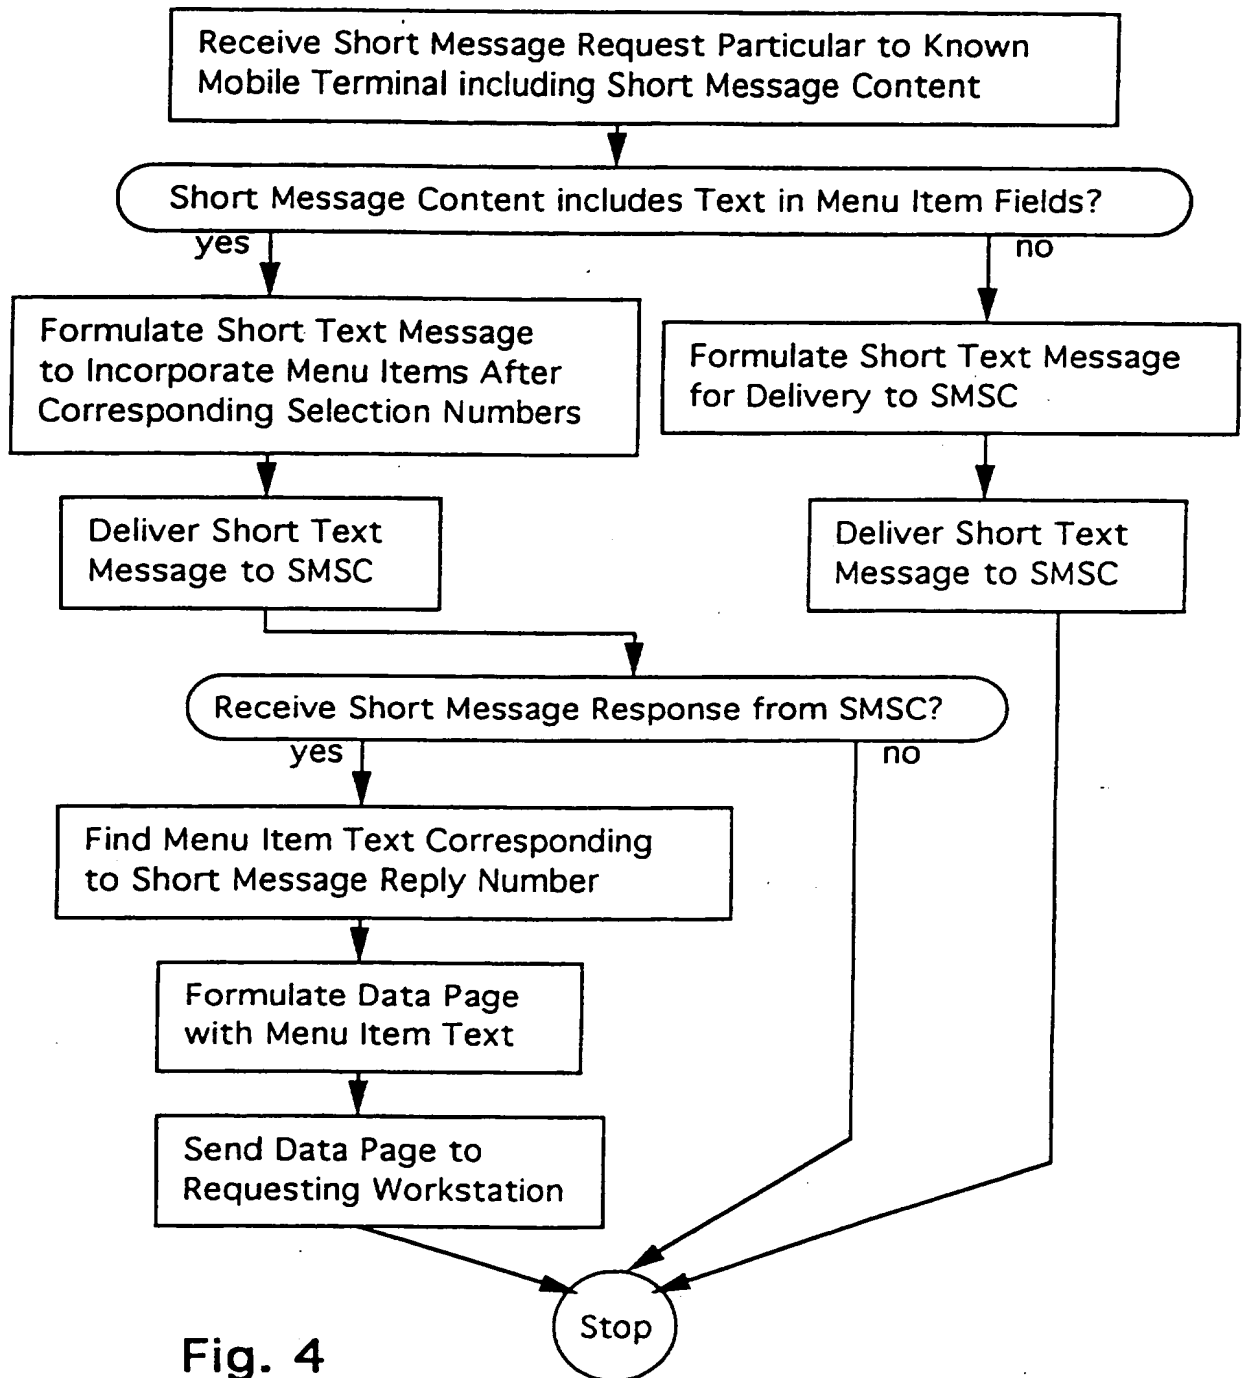 Receive Short Message Request Particular to Known
Mobile Terminal including Short Message Content
Short Message Content includes Text in Menu Item Fields?
yes
no
Formulate Short Text Message
to Incorporate Menu Items After
Corresponding Selection Numbers
Formulate Short Text Message
for Delivery to SMSC
Deliver Short Text
Message to SMSC
Deliver Short Text
Message to SMSC
Receive Short Message Response from SMSC?
yes
no
Find Menu Item Text Corresponding
to Short Message Reply Number
Formulate Data Page
with Menu Item Text
Send Data Page to
Requesting Workstation
Stop
Fig. 4